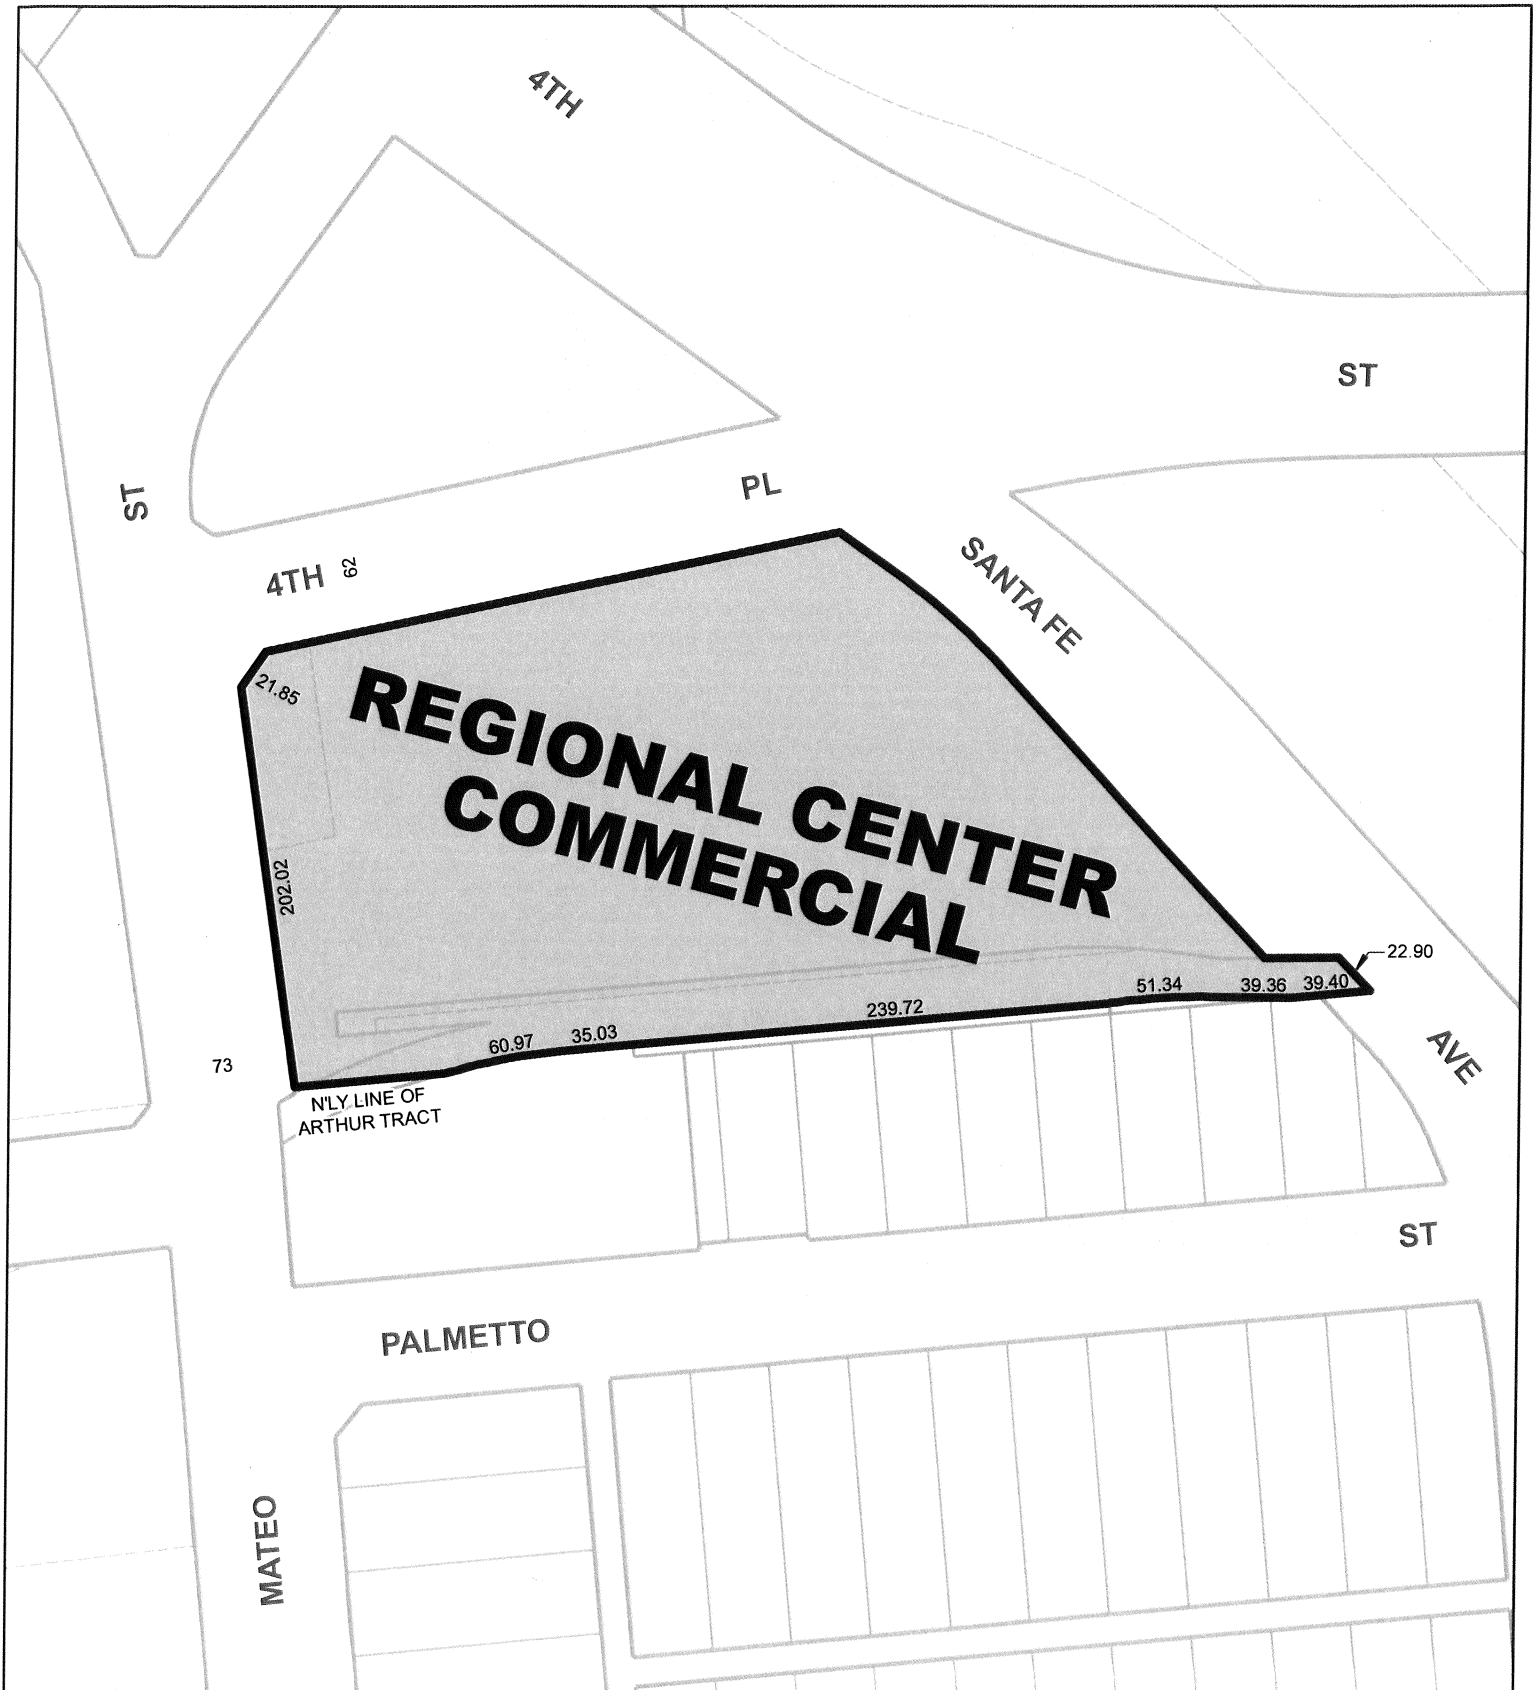 4TH
ST
ST
PL
4TH
62
SANTA FE
21.85
REGIONAL CENTER
COMMERCIAL
202.02
22.90
51.34
39.36
39.40
239.72
60.97
35.03
73
AVE
N'LY LINE OF
ARTHUR TRACT
ST
PALMETTO
MATEO